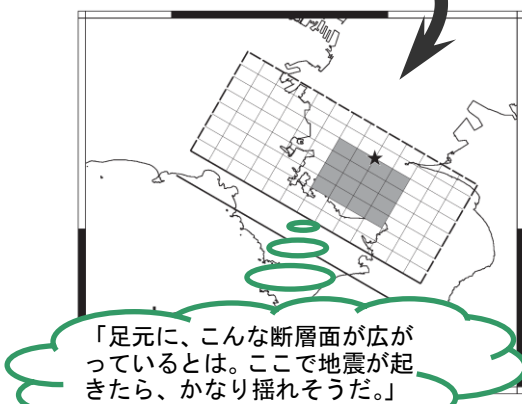 「足元に、こんな断層面が広が
っているとは。ここで地震が起
きたら、かなり揺れそうだ。」